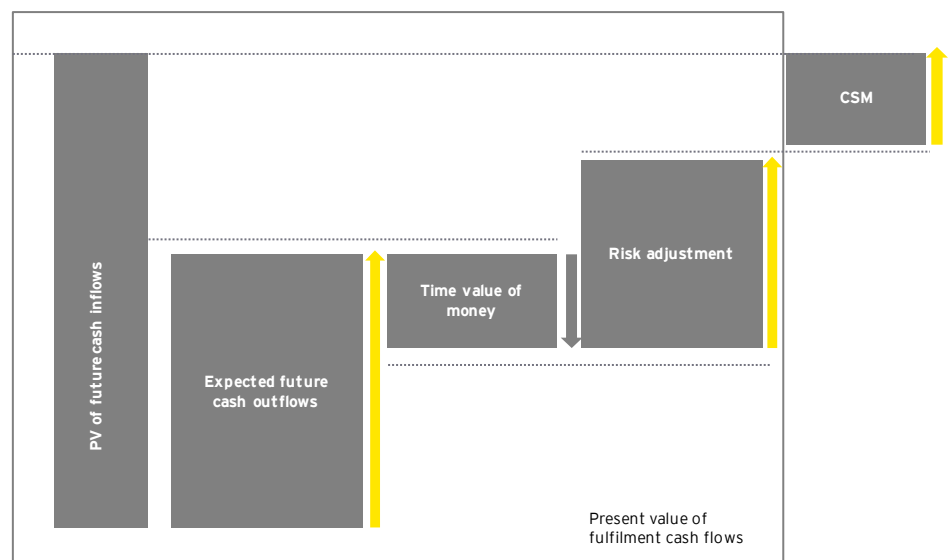 PV of future cash inflows
Expected future
cash outflows
Time value of
money
Risk adjustment
CSM
Present value of
fulfilment cash flows